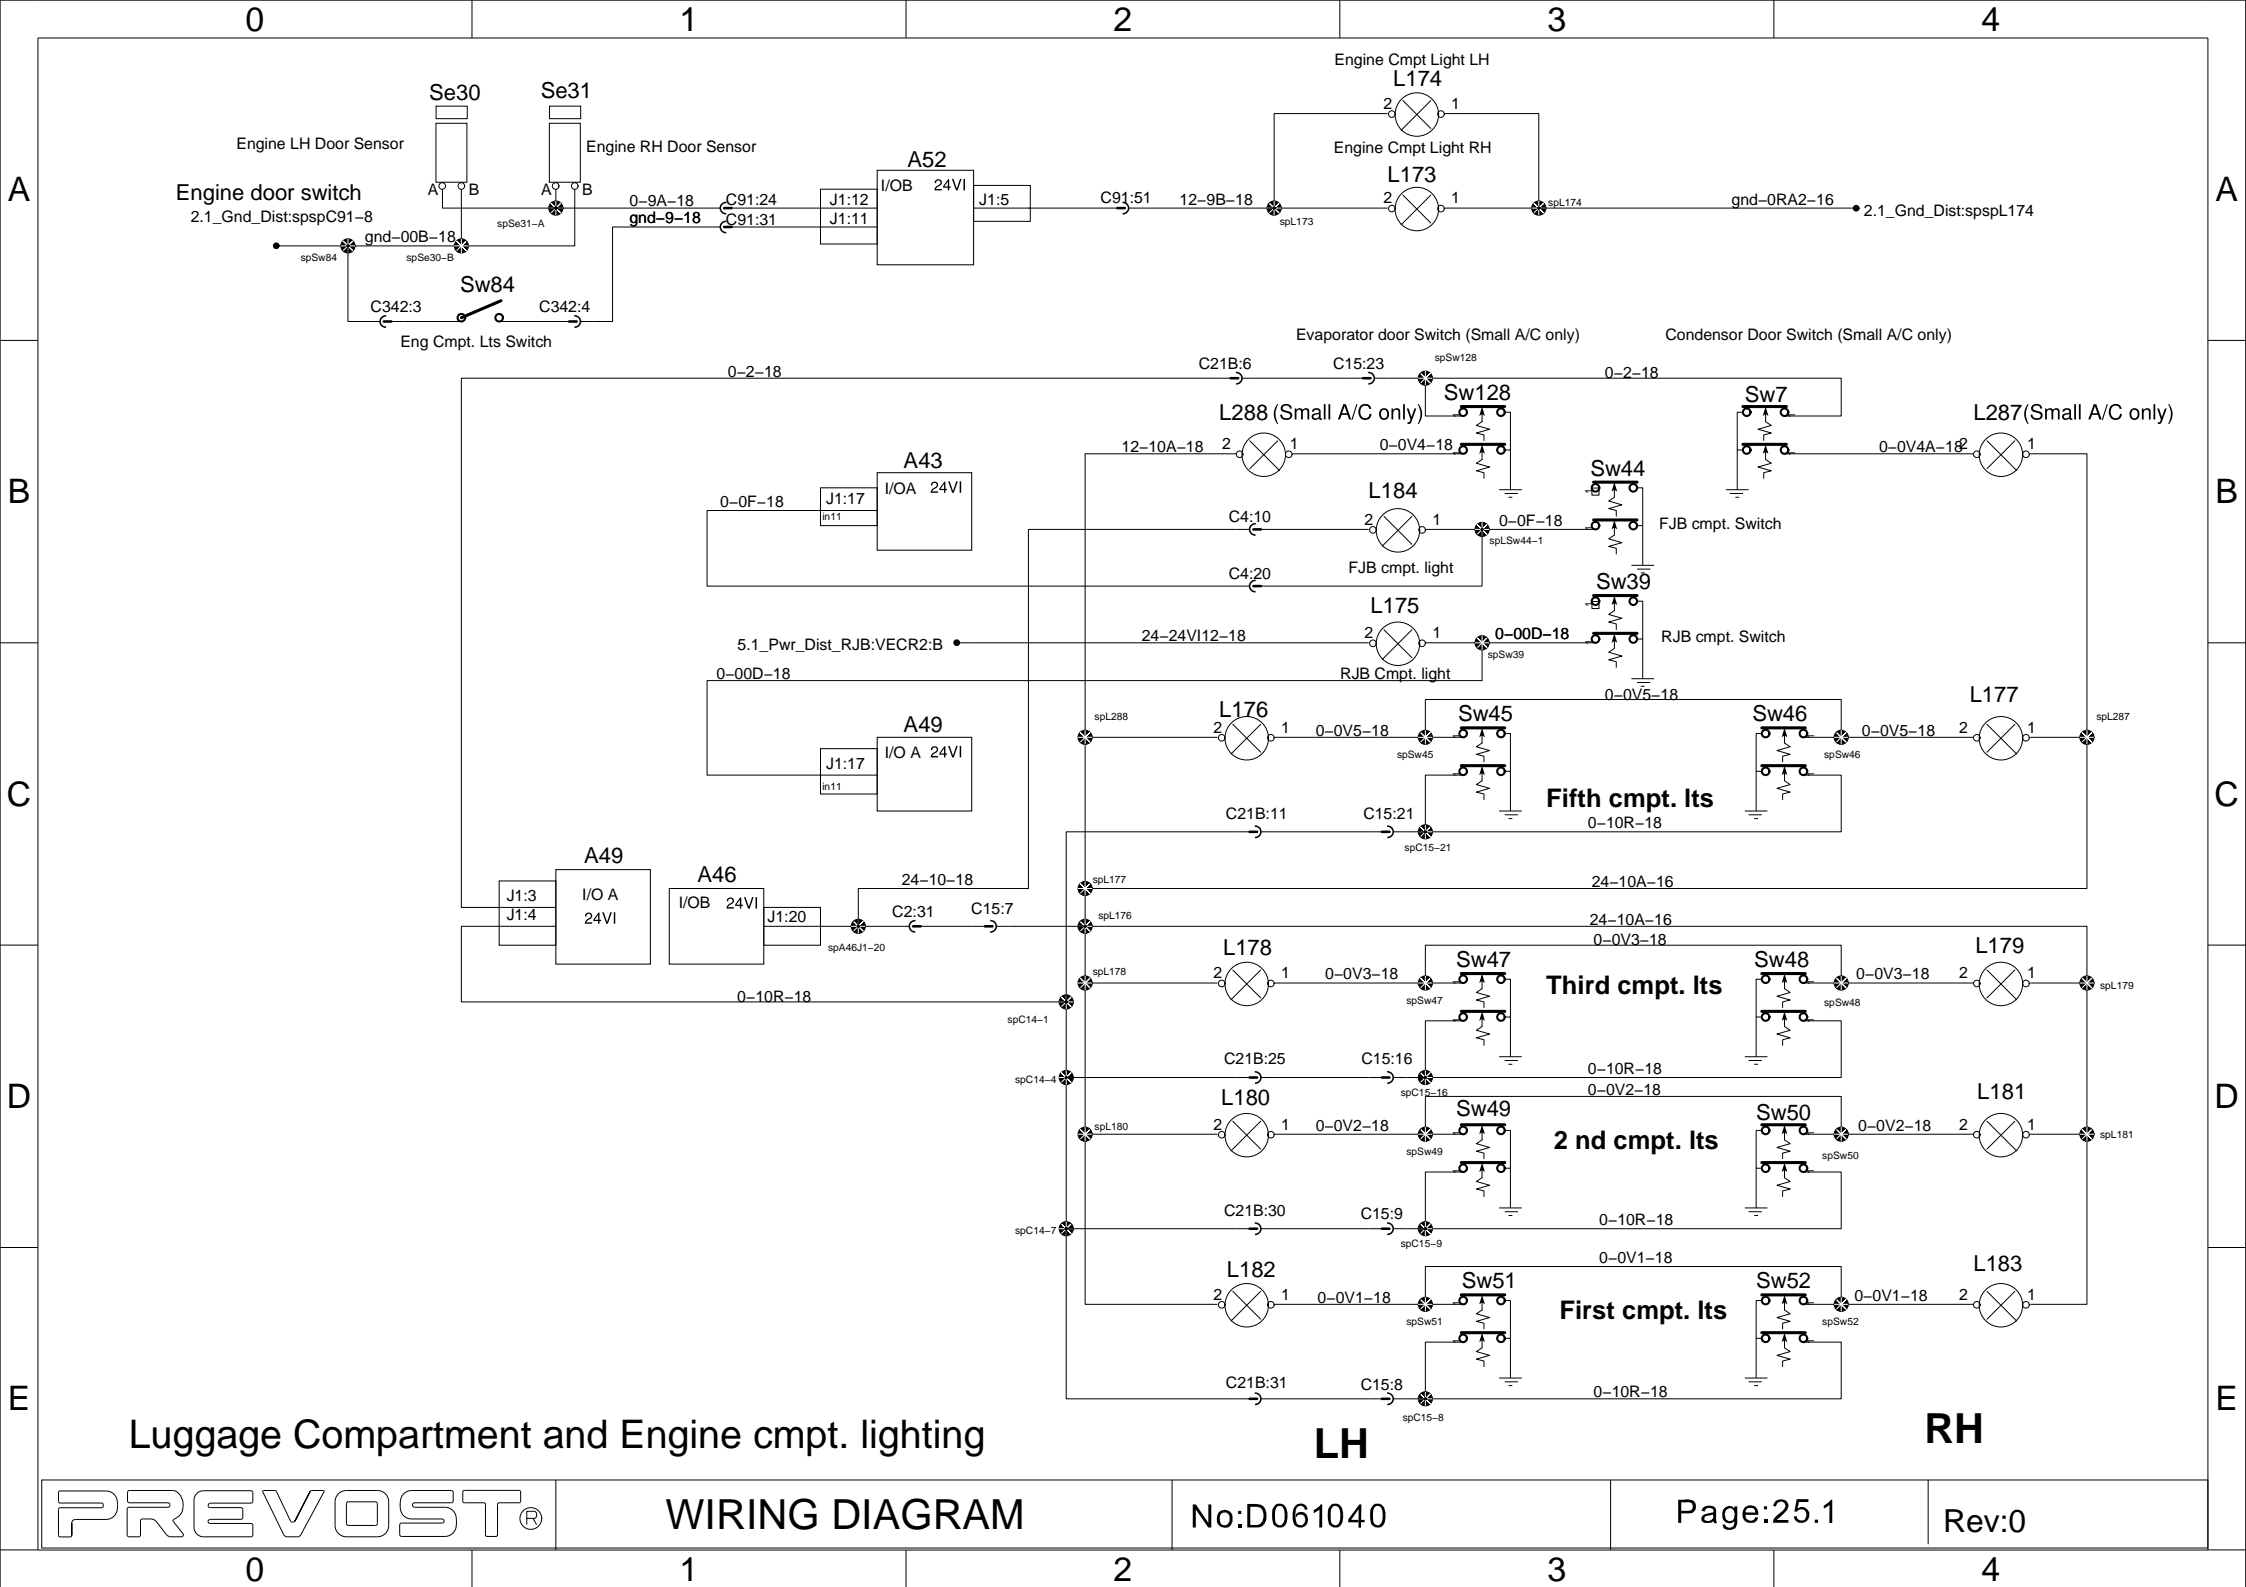 0 1 2 3 4
Engine Cmpt Light LH
L174
2 1
Se30 Se31
Engine LH Door Sensor
Engine RH Door Sensor
Engine Cmpt Light RH
L173
2 1
A B A B
A52
I/OB 24VI
J1:12 J1:5
J1:11
A A
Engine door switch
2.1_Gnd_Dist:spspC91-8
0-9A-18 C91:24
gnd-9-18 C91:31
C91:51 12-9B-18
spL173
spL174
gnd-0RA2-16
2.1_Gnd_Dist:spspL174
spSe31-A
gnd-00B-18
spSw84 spSe30-B
Sw84
C342:3 C342:4
Eng Cmpt. Lts Switch
Evaporator door Switch (Small A/C only) Condensor Door Switch (Small A/C only)
0-2-18 C21B:6 C15:23 spSw128 0-2-18
Sw128 Sw7
L288 (Small A/C only) L287(Small A/C only)
12-10A-18 2 1 0-0V4-18 0-0V4A-18 2 1
A43
I/OA 24VI
J1:17
in11
0-0F-18
B B
L184 Sw44
C4:10 2 1 0-0F-18 FJB cmpt. Switch
spLSw44-1
C4:20 FJB cmpt. light
L175 Sw39
5.1_Pwr_Dist_RJB:VECR2:B 24-24VI12-18 2 1 0-00D-18 RJB cmpt. Switch
spSw39
0-00D-18 RJB Cmpt. light
0-0V5-18
A49
I/O A 24VI
J1:17
in11
spL288 L176 Sw45 Sw46 L177 spL287
2 1 0-0V5-18 0-0V5-18 2 1
spSw45 spSw46
C C
Fifth cmpt. lts
C21B:11 C15:21 0-10R-18
spC15-21
A49
I/O A
24VI
J1:3
J1:4
A46
I/OB 24VI
J1:20
24-10-18 spL177 24-10A-16
C2:31 C15:7 spL176 24-10A-16
spA46J1-20
0-0V3-18
L178 Sw47 Sw48 L179
spL178 2 1 0-0V3-18 0-0V3-18 2 1 spL179
Third cmpt. lts
spSw47 spSw48
0-10R-18
spC14-1
C21B:25 C15:16 0-10R-18
spC14-4 spC15-16
0-0V2-18
D D
L180 Sw49 Sw50 L181
spL180 2 1 0-0V2-18 0-0V2-18 2 1 spL181
2 nd cmpt. lts
spSw49 spSw50
C21B:30 C15:9 0-10R-18
spC14-7 spC15-9
0-0V1-18
L182 Sw51 Sw52 L183
2 1 0-0V1-18 0-0V1-18 2 1
First cmpt. lts
spSw51 spSw52
C21B:31 C15:8 0-10R-18
spC15-8
E E
Luggage Compartment and Engine cmpt. lighting LH RH
PREVOST® WIRING DIAGRAM No:D061040 Page:25.1 Rev:0
0 1 2 3 4